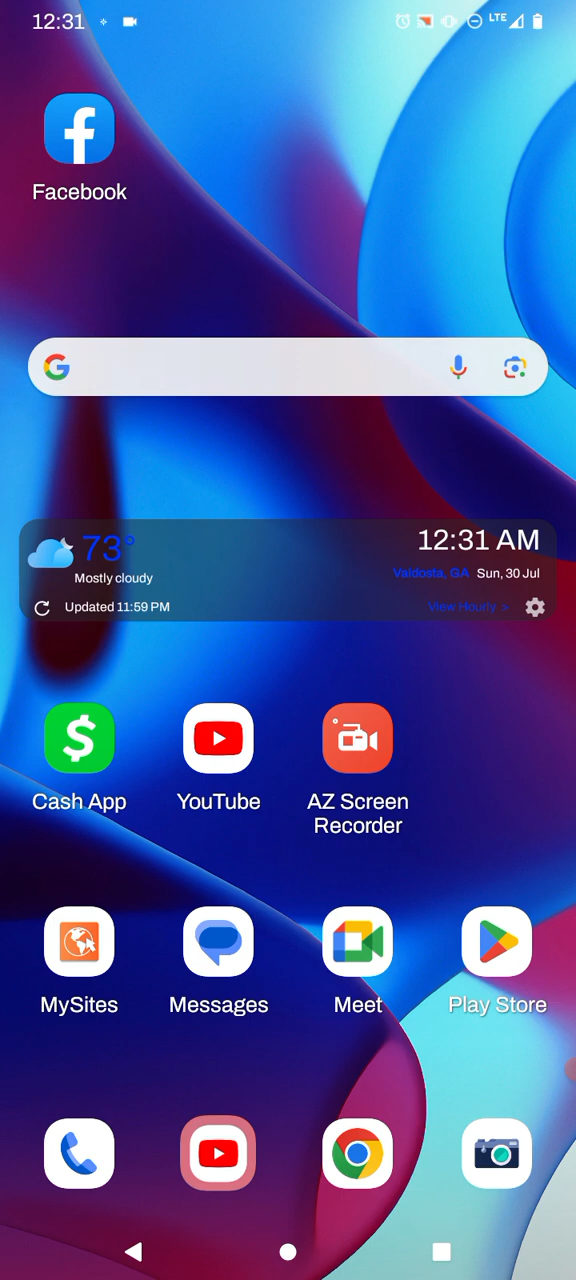 12:31
LTE
Facebook
73°
12:31 AM
Mostly cloudy
Valdosta, GA Sun, 30 Jul
Updated 11:59 PM
View Hourly >
Cash App
YouTube
AZ Screen
Recorder
MySites
Messages
Meet
Play Store